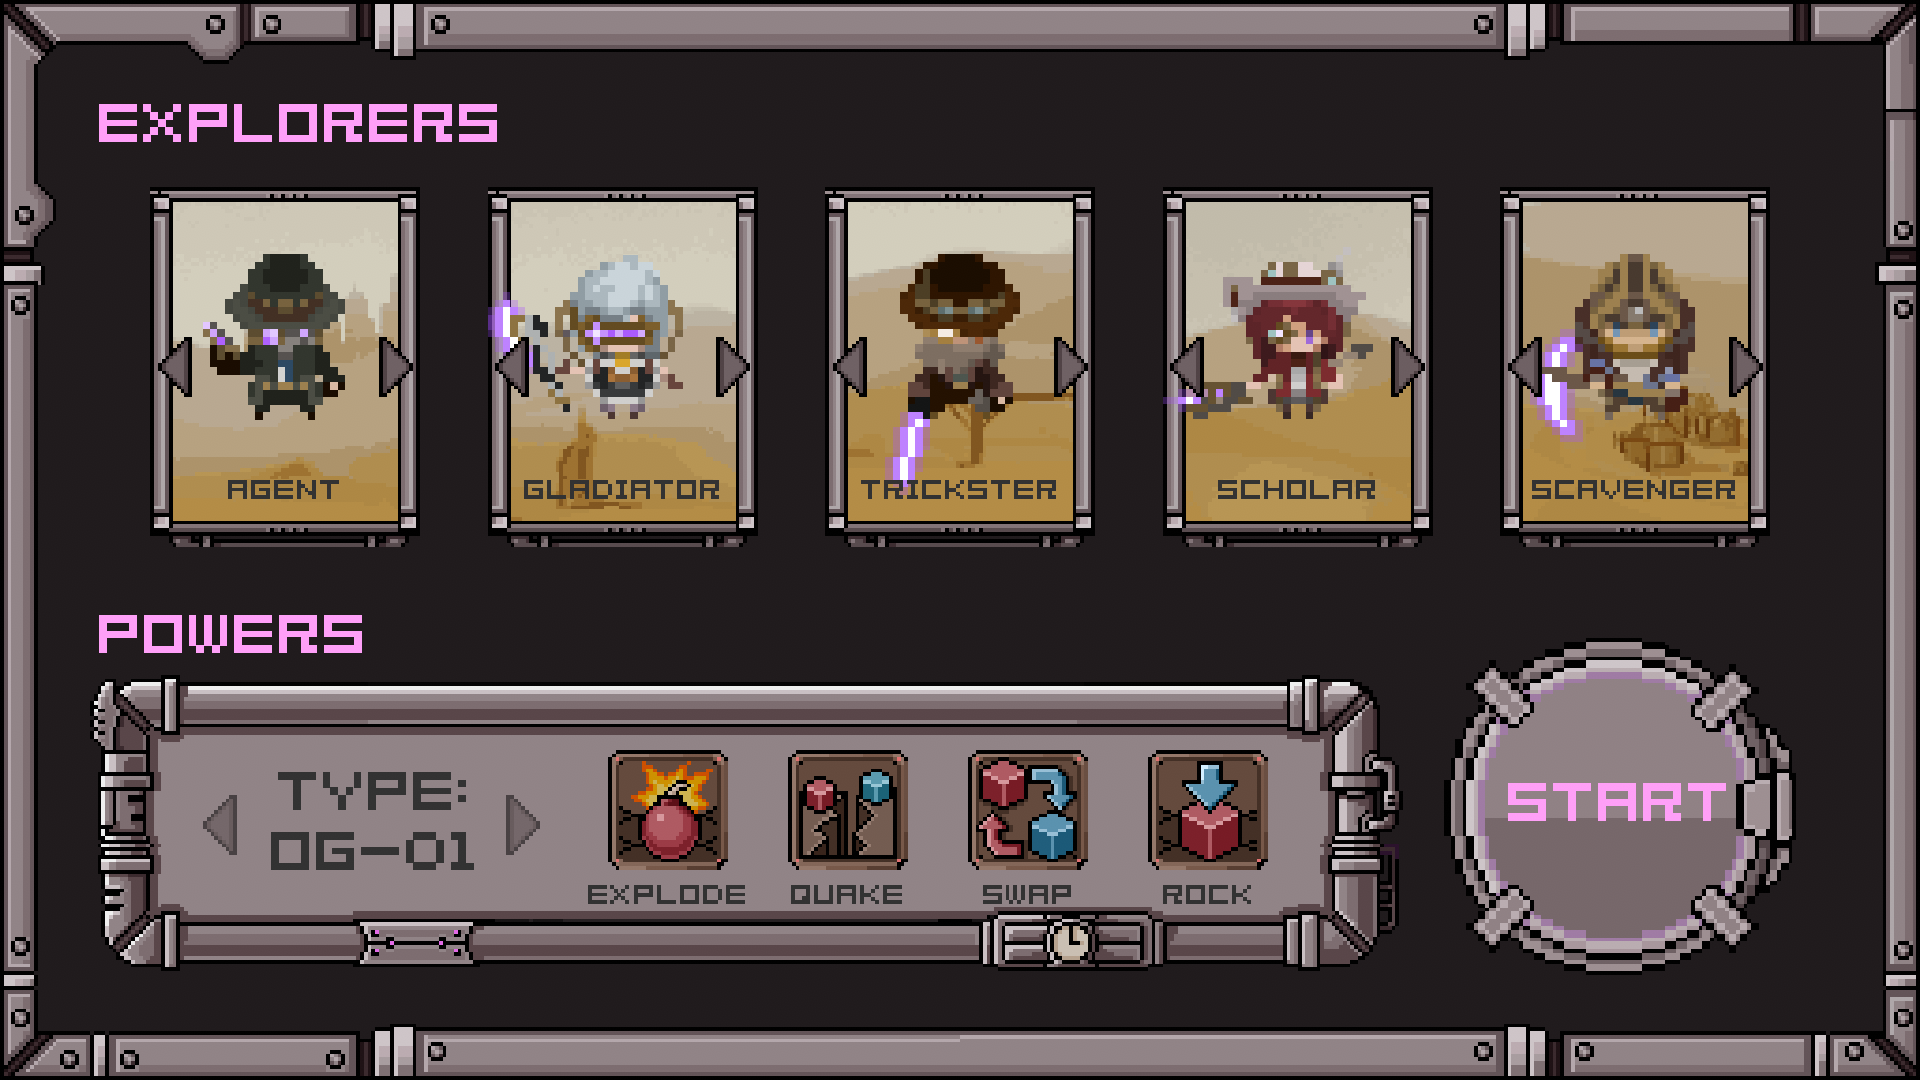 EXPLORERS
AGENT
GLADIATOR
TRICKSTER
SCHOLAR
SCAVENGER
POWERS
TYPE:
OG-01
EXPLODE
QUAKE
SWAP
ROCK
START